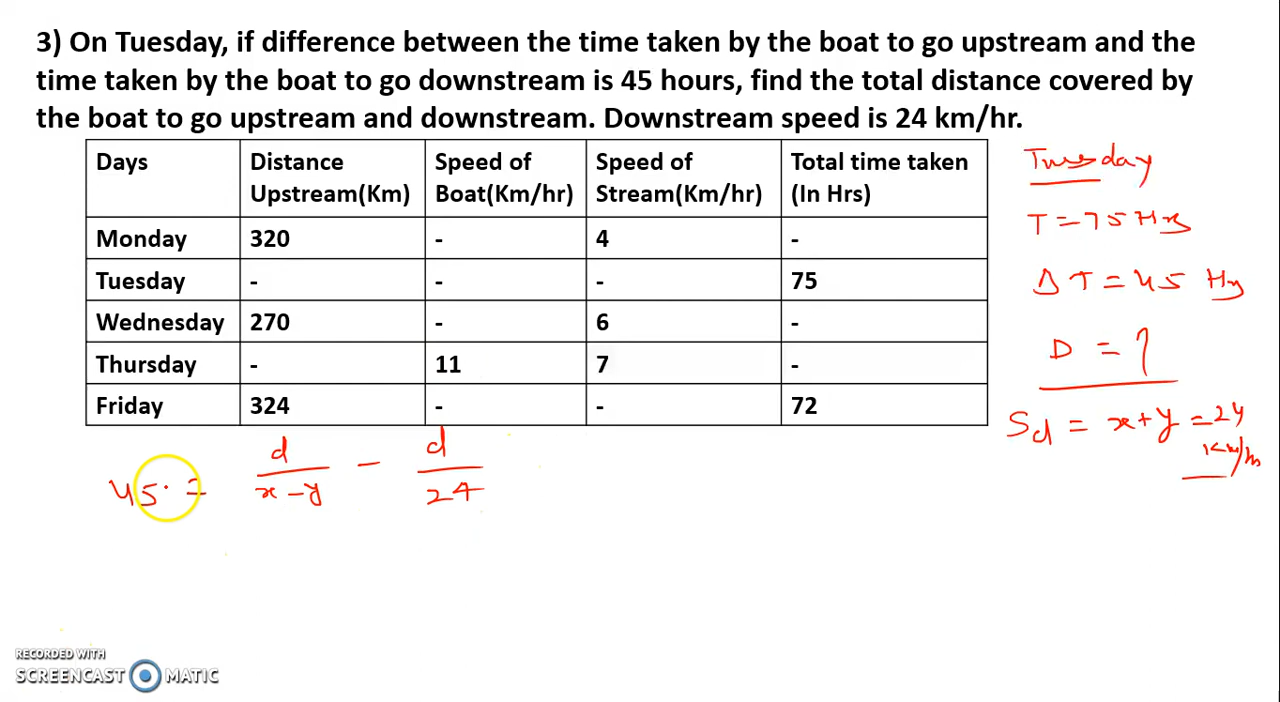 3) On Tuesday, if difference between the time taken by the boat to go upstream and the
time taken by the boat to go downstream is 45 hours, find the total distance covered by
the boat to go upstream and downstream. Downstream speed is 24 km/hr.
Days Distance Upstream(Km) Speed of Boat(Km/hr) Speed of Stream(Km/hr) Total time taken (In Hrs)
Monday 320 - 4 -
Tuesday - - - 75
Wednesday 270 - 6 -
Thursday - 11 7 -
Friday 324 - - 72
Tuesday
T = 75 Hrs
Δ T = 45 Hrs
D = ?
Sd = x+y = 24
Km/hr
45 = d/x-y - d/24
RECORDED WITH
SCREENCAST MATIC